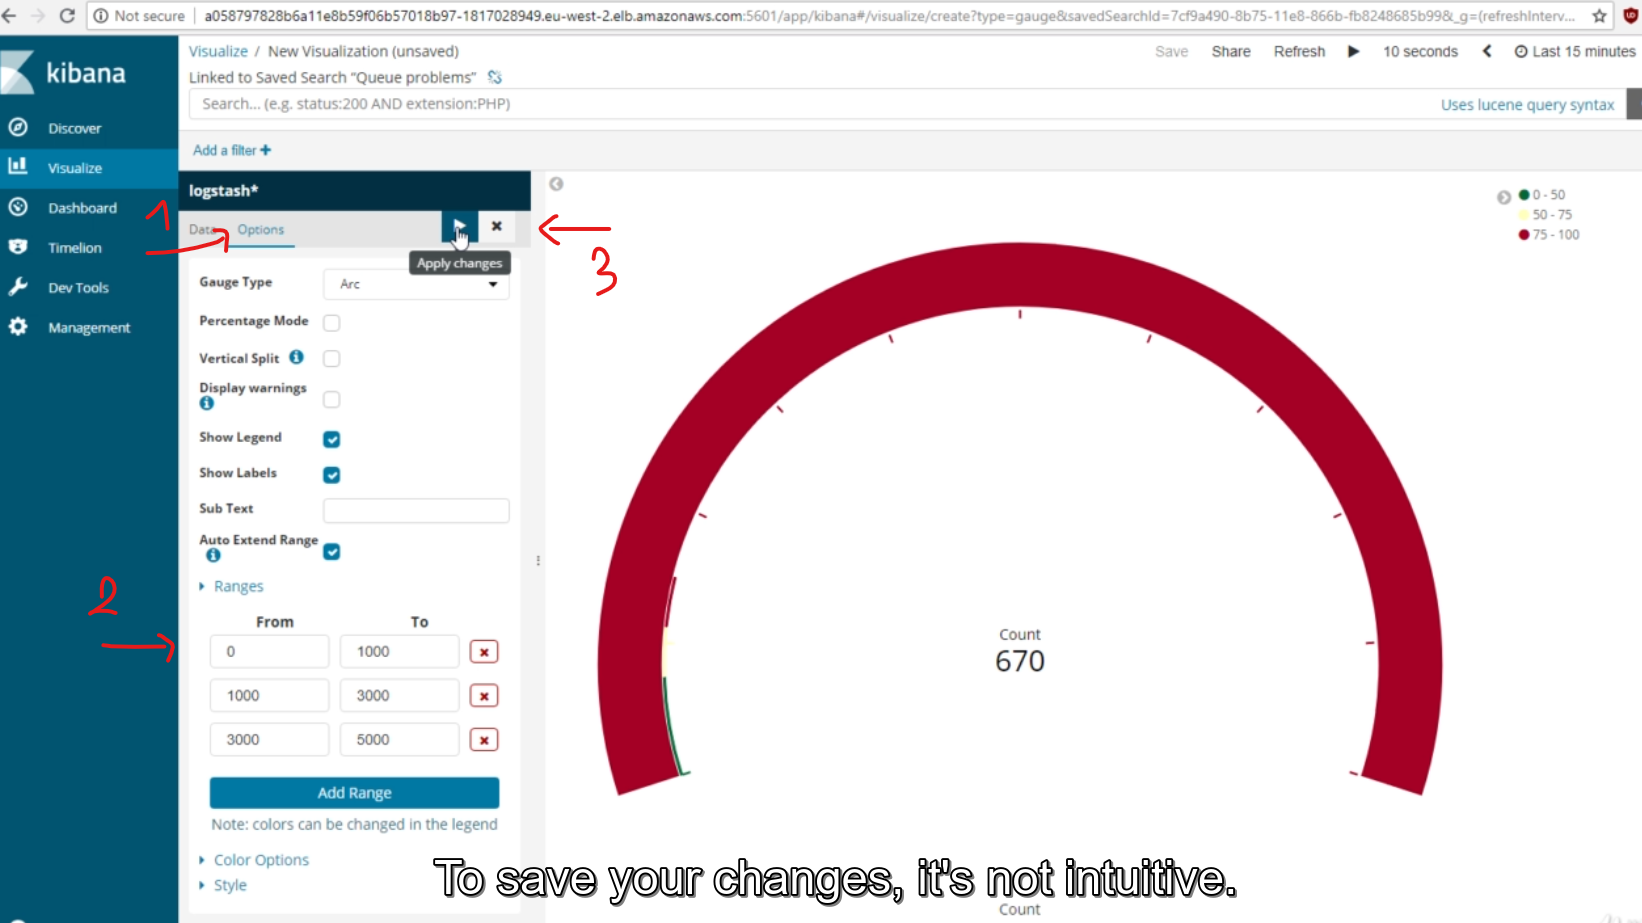 Not secure
a058797828b6a11e8b59f06b57018b97-1817028949.eu-west-2.elb.amazonaws.com:5601/app/kibana#/visualize/create?type=gauge&savedSearchId=7cf9a490-8b75-11e8-866b-fb8248685b99&_g=(refreshInterv...
kibana
Discover
Visualize
Dashboard
Timelion
Dev Tools
Management
Visualize / New Visualization (unsaved)
Save Share Refresh 10 seconds Last 15 minutes
Linked to Saved Search “Queue problems”
Search... (e.g. status:200 AND extension:PHP)
Uses lucene query syntax
Add a filter +
logstash*
1
Data Options
3
Apply changes
Gauge Type Arc
Percentage Mode
Vertical Split
Display warnings
Show Legend
Show Labels
Sub Text
Auto Extend Range
Ranges
2
From To
0 1000
1000 3000
3000 5000
Add Range
Note: colors can be changed in the legend
Color Options
Style
0 - 50
50 - 75
75 - 100
Count
670
To save your changes, it's not intuitive.
Count